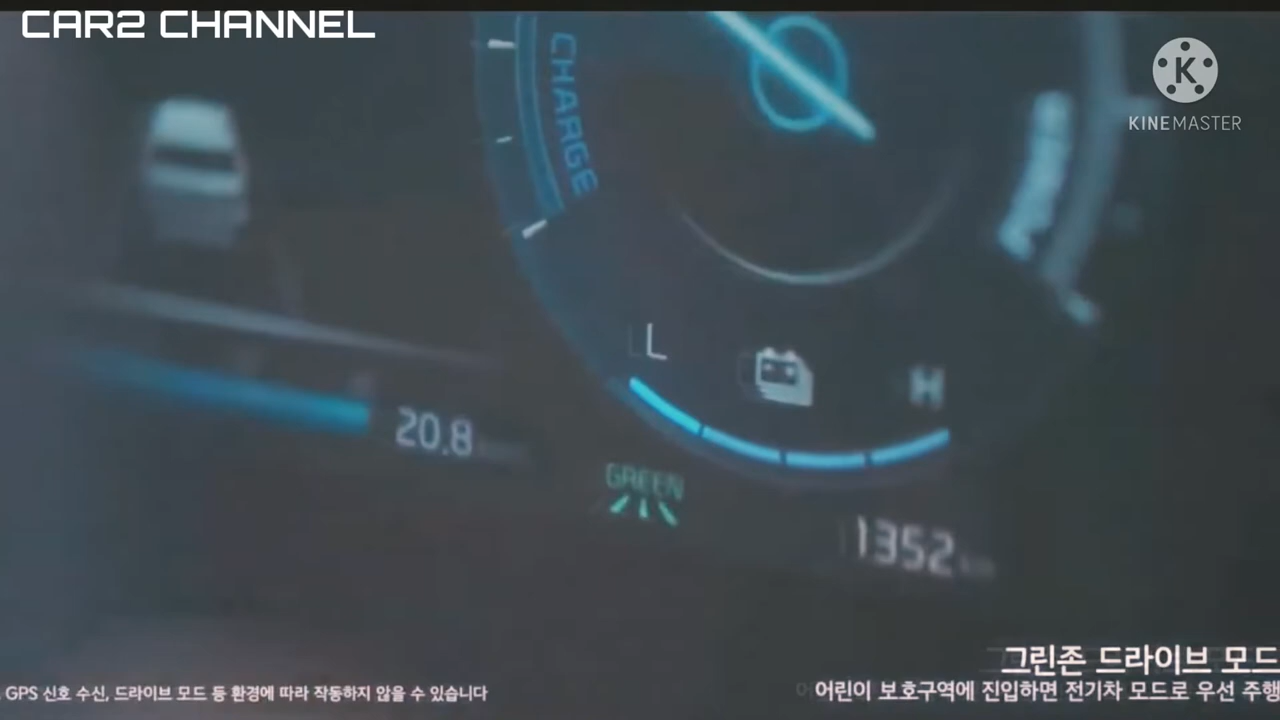 CAR2 CHANNEL
K
KINEMASTER
CHARGE
L
H
20.8
GREEN
1352
그린존 드라이브 모드
GPS 신호 수신, 드라이브 모드 등 환경에 따라 작동하지 않을 수 있습니다
어린이 보호구역에 진입하면 전기차 모드로 우선 주행